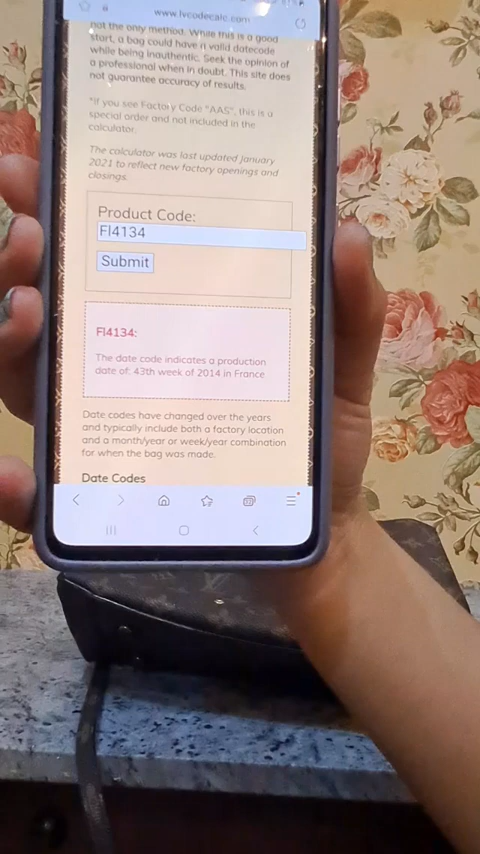 www.lvcodecalc.com
not the only method. While this is a good
start, a bag could have a valid datecode
while being inauthentic. Seek the opinion of
a professional when in doubt. This site does
not guarantee accuracy of results.
*If you see Factory Code "AAS", this is a
special order and not included in the
calculator.
The calculator was last updated January
2021 to reflect new factory openings and
closings.
Product Code:
FI4134
Submit
FI4134:
The date code indicates a production
date of: 43th week of 2014 in France
Date codes have changed over the years
and typically include both a factory location
and a month/year or week/year combination
for when the bag was made.
Date Codes